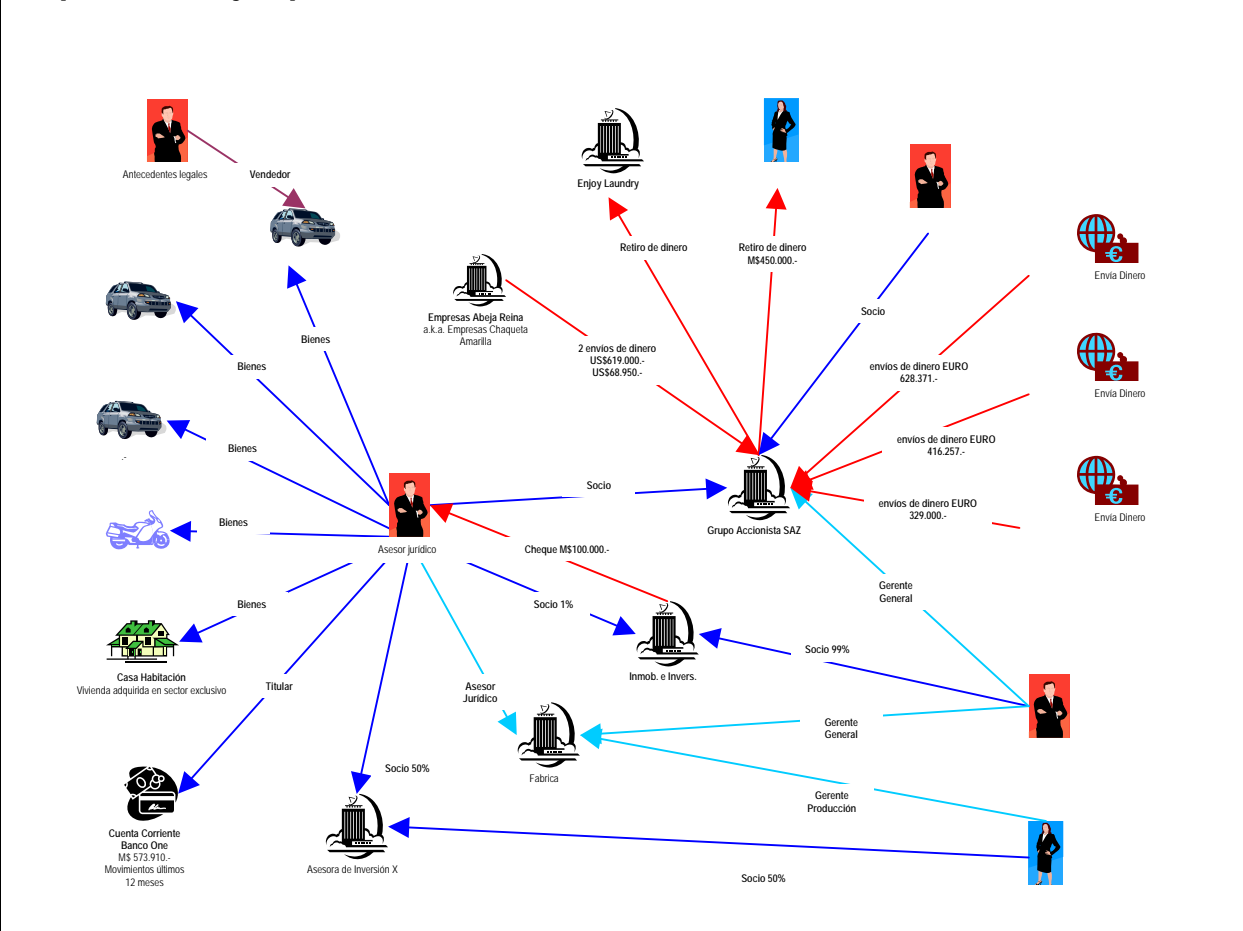 Antecedentes legales
Vendedor
Enjoy Laundry
Retiro de dinero
Retiro de dinero
M$450.000.-
Envía Dinero
Empresas Abeja Reina
a.k.a. Empresas Chaqueta
Amarilla
Socio
Bienes
2 envíos de dinero
US$619.000.-
US$68.950.-
Bienes
envíos de dinero EURO
628.371.-
Envía Dinero
Bienes
.-
envíos de dinero EURO
416.257.-
Socio
envíos de dinero EURO
329.000.-
Envía Dinero
Bienes
Grupo Accionista SAZ
Asesor jurídico
Cheque M$100.000.-
Gerente
General
Bienes
Socio 1%
Socio 99%
Casa Habitación
Vivienda adquirida en sector exclusivo
Inmob. e Invers.
Titular
Asesor
Jurídico
Gerente
General
Socio 50%
Fabrica
Gerente
Producción
Cuenta Corriente
Banco One
M$ 573.910.-
Movimientos últimos
12 meses
Asesora de Inversión X
Socio 50%